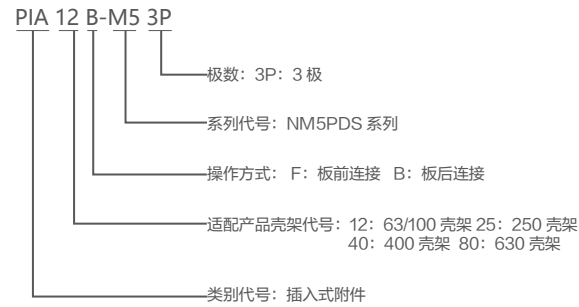 PIA 12 B-M5 3P
极数：3P：3 极
系列代号：NM5PDS 系列
操作方式： F：板前连接 B：板后连接
适配产品壳架代号：12：63/100 壳架 25：250 壳架
40：400 壳架 80：630 壳架
类别代号：插入式附件